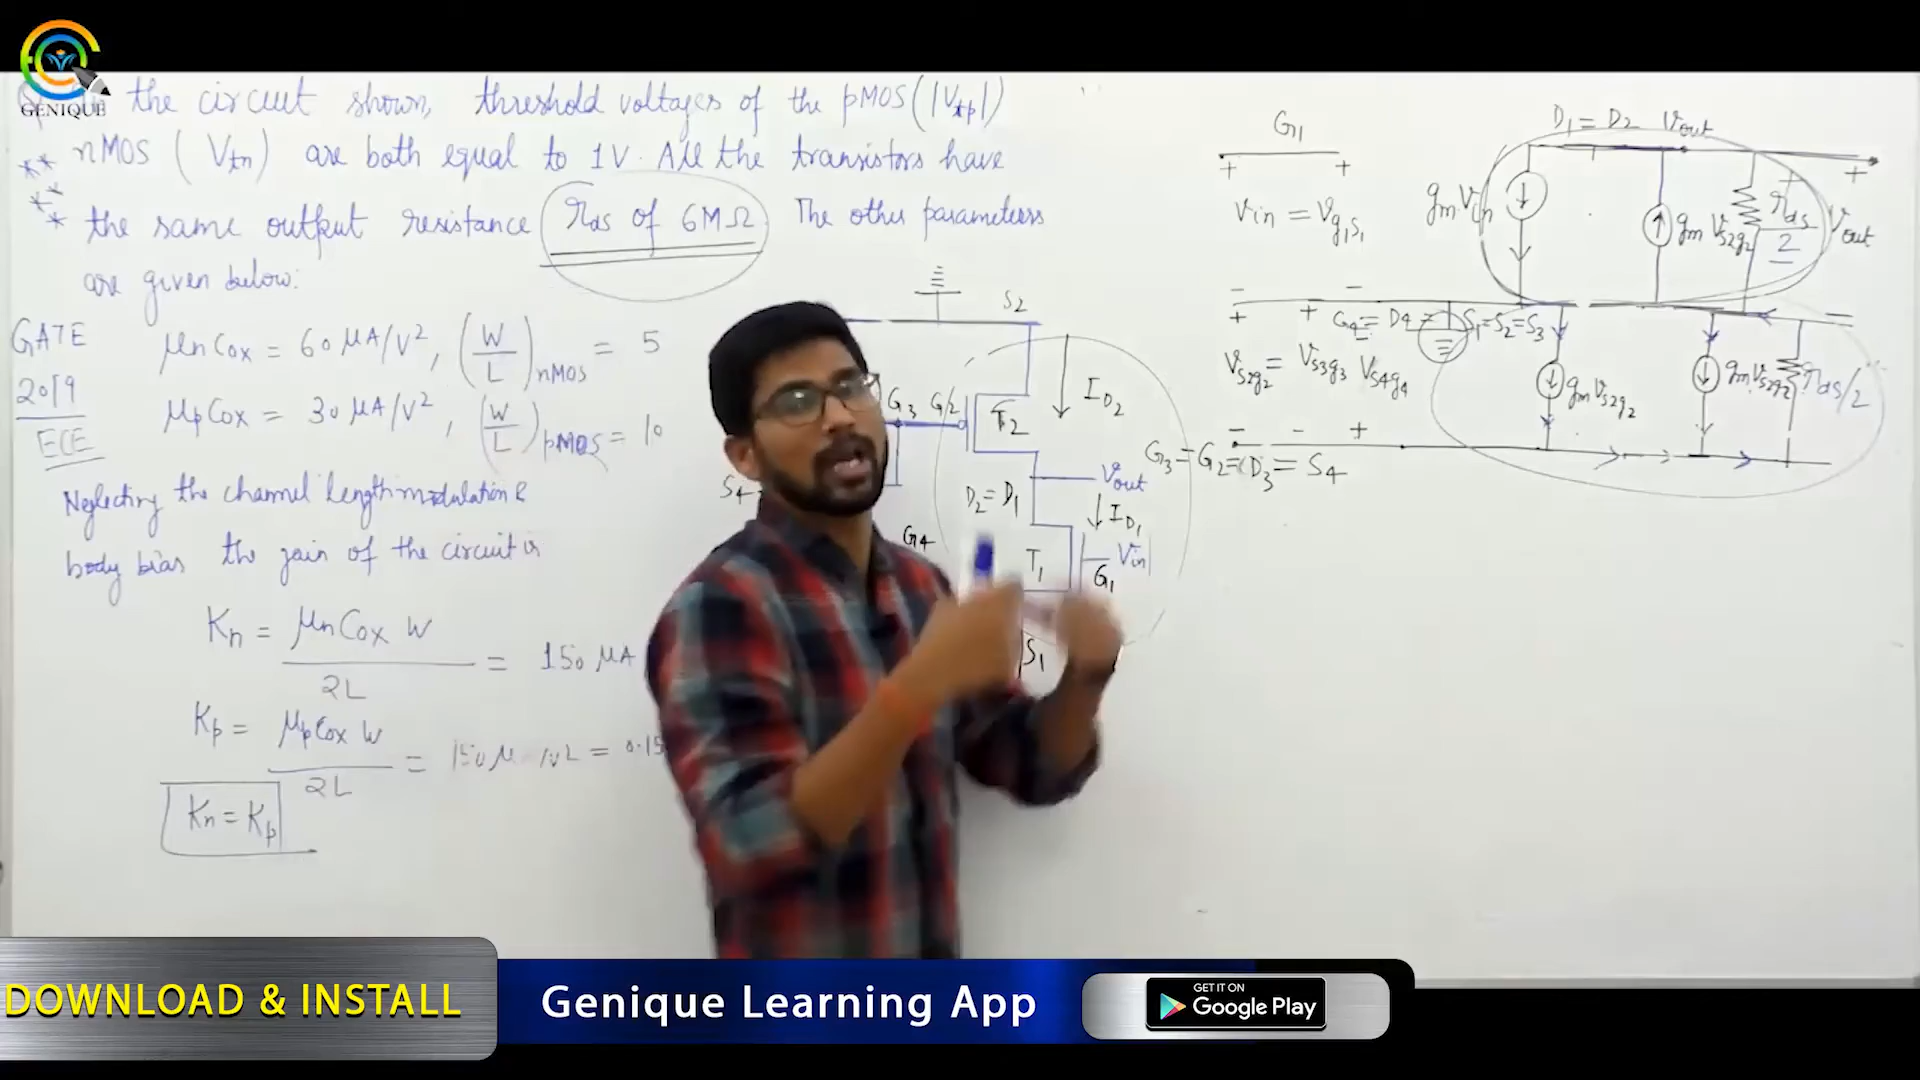 GENIQUE
the circuit shown, threshold voltages of the pMOS (|Vtp|)
** nMOS ( Vtn) are both equal to 1V. All the transistors have
** the same output resistance rds of 6MΩ The other parameters
are given below:
GATE
2019
ECE
μnCox = 60 μA/V², (W/L)nMOS = 5
μpCox = 30 μA/V², (W/L)pMOS = 10
Neglecting the channel length modulation &
body bias the gain of the circuit is
Kn = μnCox W / 2L = 150 μA
Kp = μpCox W / 2L = 150 μ /V² = 0.15
Kn = Kp
S2
G3 G2 T2 ID2
S4
D2 = D1 Vout
ID1
G4
T1 G1 Vin
S1
G1 D1 = D2 Vout
+ + +
Vin = Vg1s1 gm Vin gm Vs2g2 rds/2 Vout
- - -
+ + G4 = D4 = S1 = S2 = S3
Vs2g2 = Vs3g3 Vs4g4 gm Vs2g2 gm Vs2g2 rds/2
- - +
G3 = G2 = D3 = S4
DOWNLOAD & INSTALL
Genique Learning App
GET IT ON
Google Play